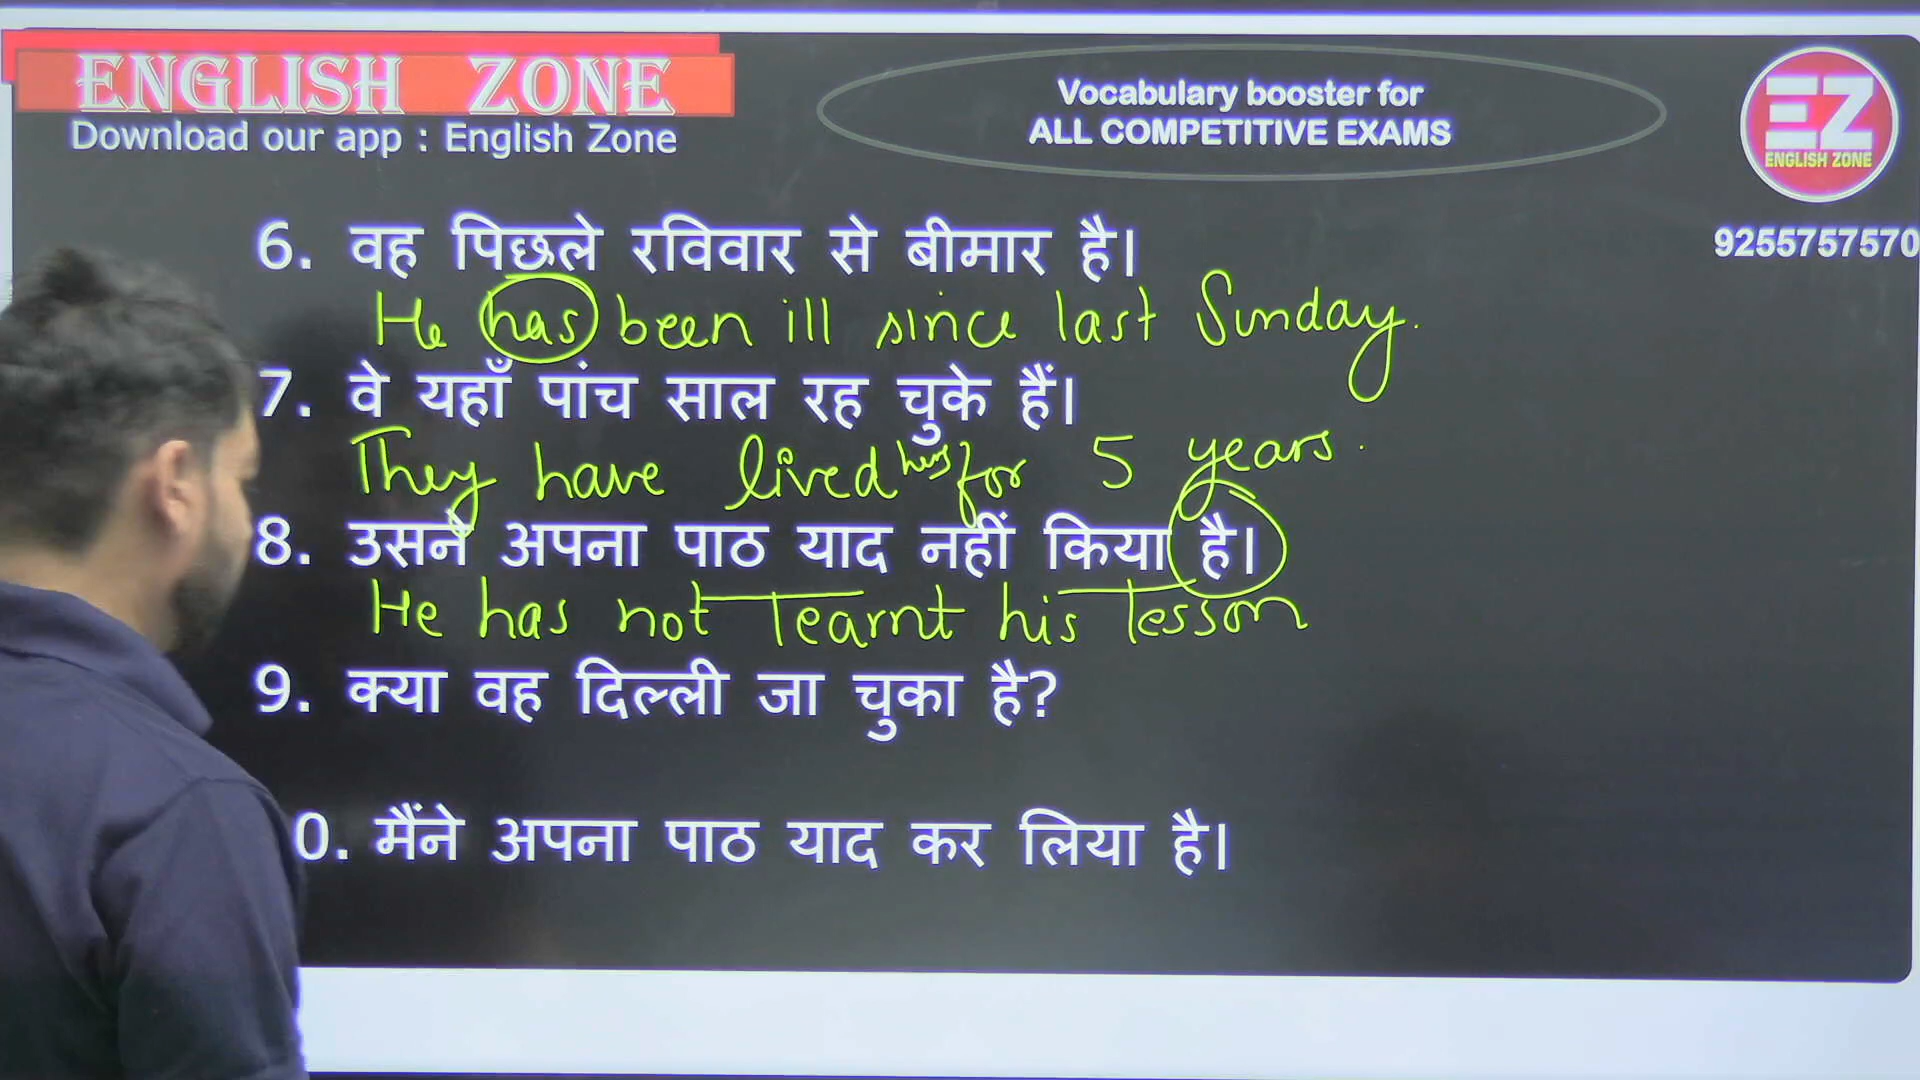 ENGLISH ZONE
Download our app : English Zone
Vocabulary booster for
ALL COMPETITIVE EXAMS
EZ
ENGLISH ZONE
9255757570
6. वह पिछले रविवार से बीमार है।
He has been ill since last Sunday.
7. वे यहाँ पांच साल रह चुके हैं।
They have lived for 5 years.
8. उसने अपना पाठ याद नहीं किया है।
He has not learnt his lesson
9. क्या वह दिल्ली जा चुका है?
0. मैंने अपना पाठ याद कर लिया है।